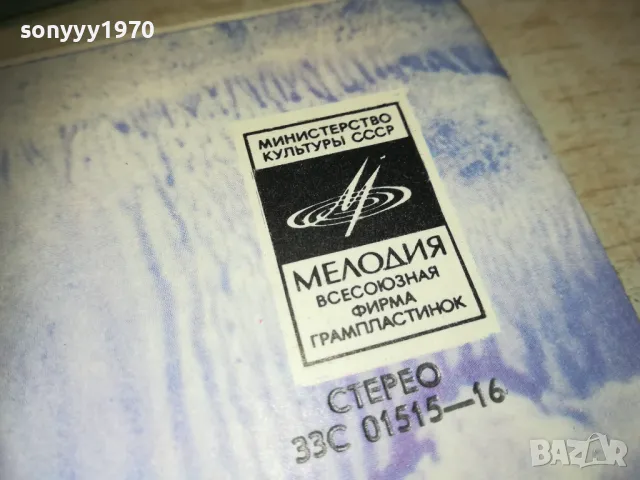 sonyyy1970
МИНИСТЕРСТВО
КУЛЬТУРЫ СССР
МЕЛОДИЯ
ВСЕСОЮЗНАЯ
ФИРМА
ГРАМПЛАСТИНОК
СТЕРЕО
33С 01515—16
BAZAR